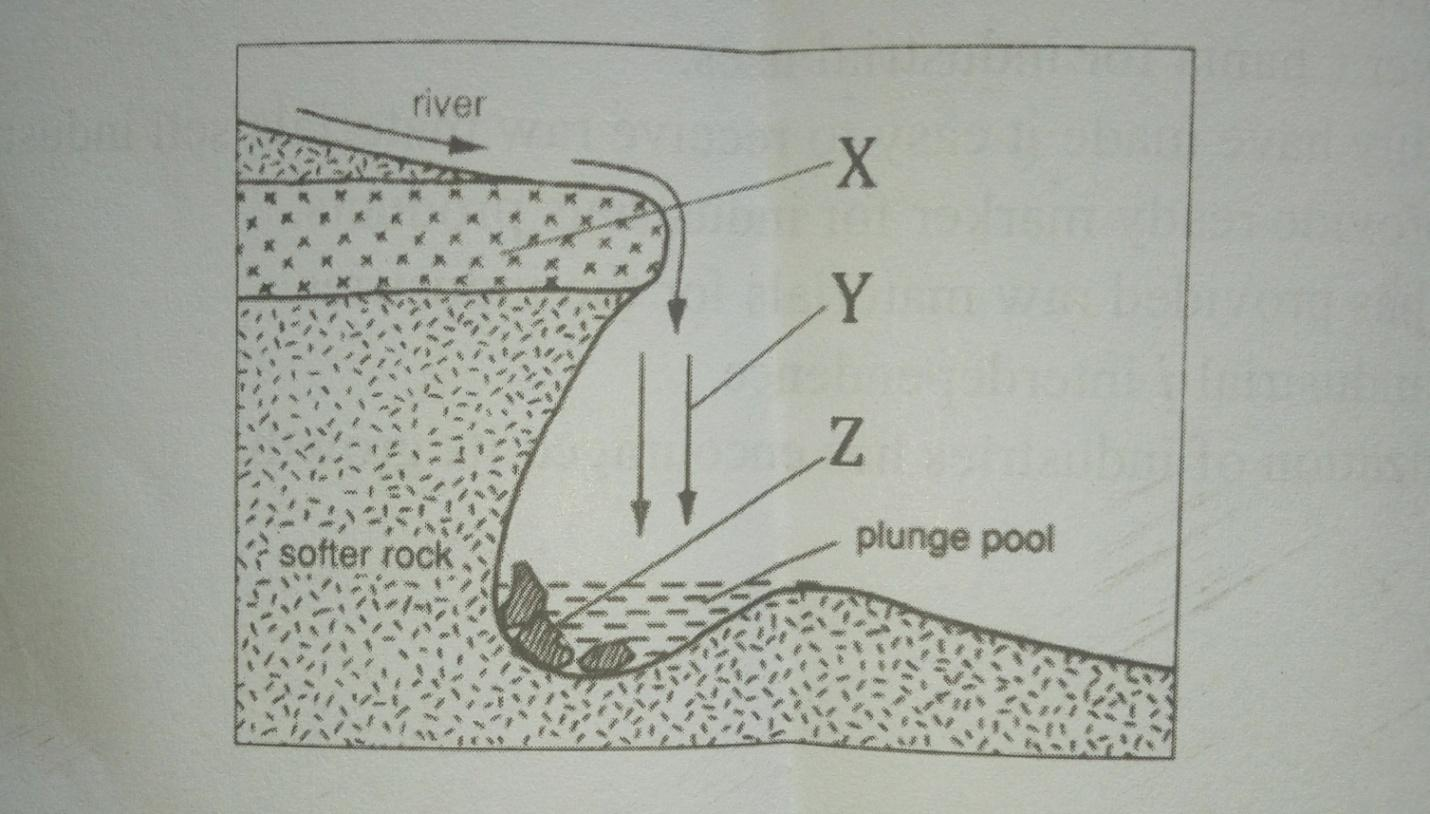 river
X
Y
Z
softer rock
plunge pool